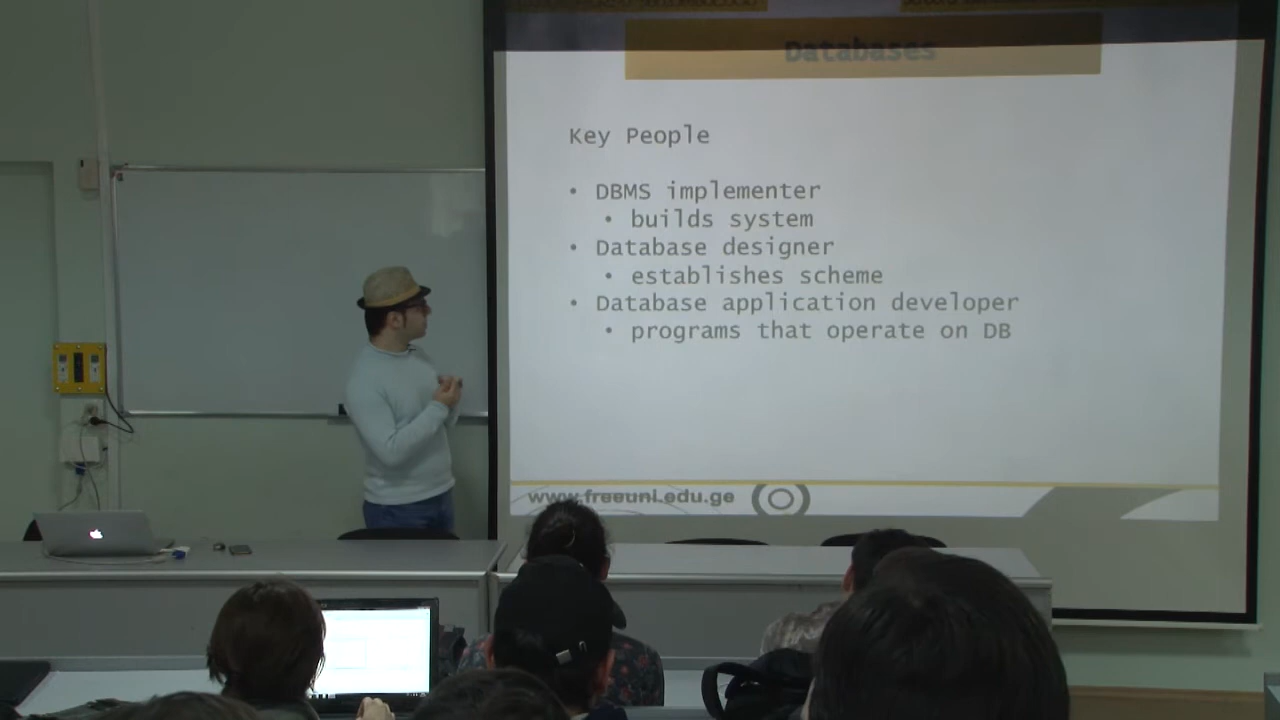 Databases
Key People
• DBMS implementer
• builds system
• Database designer
• establishes scheme
• Database application developer
• programs that operate on DB
www.freeuni.edu.ge